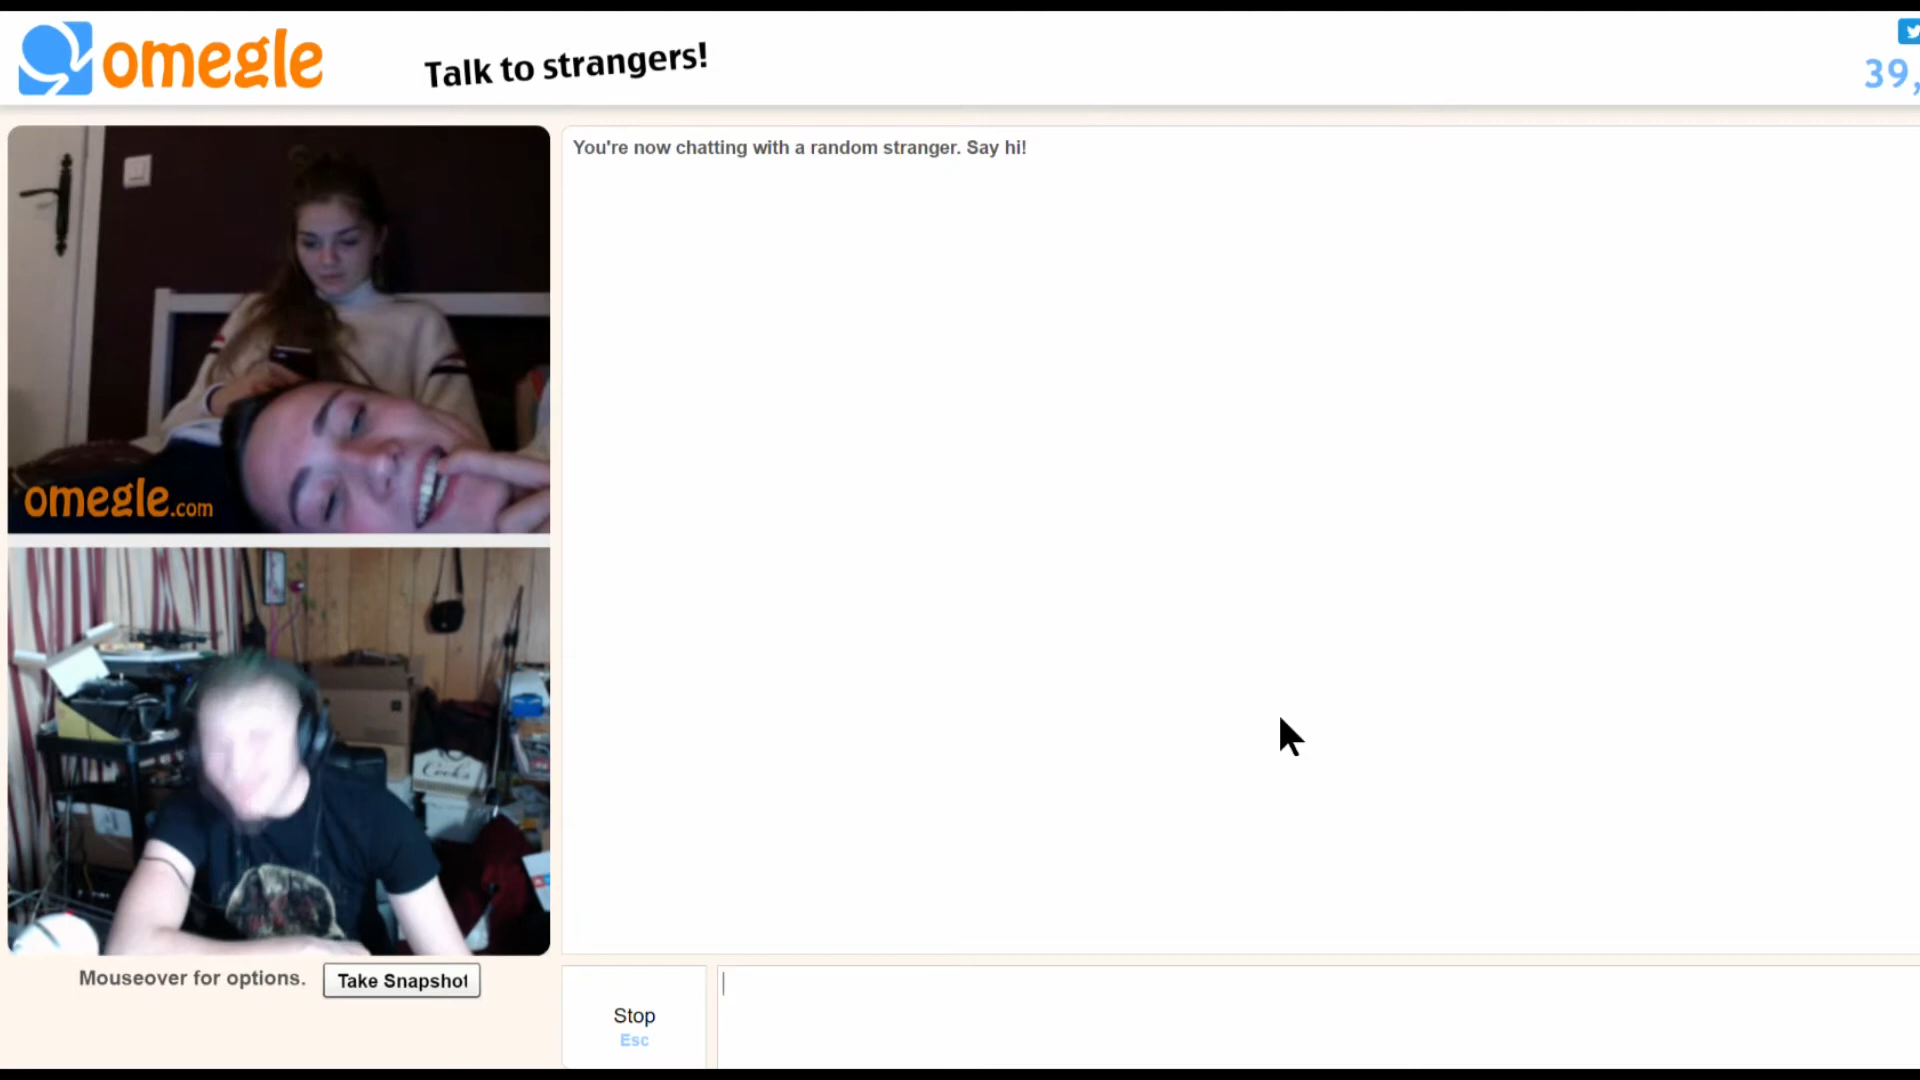 omegle
Talk to strangers!
39,
You're now chatting with a random stranger. Say hi!
omegle.com
Cooks
Mouseover for options.
Take Snapshot
Stop
Esc